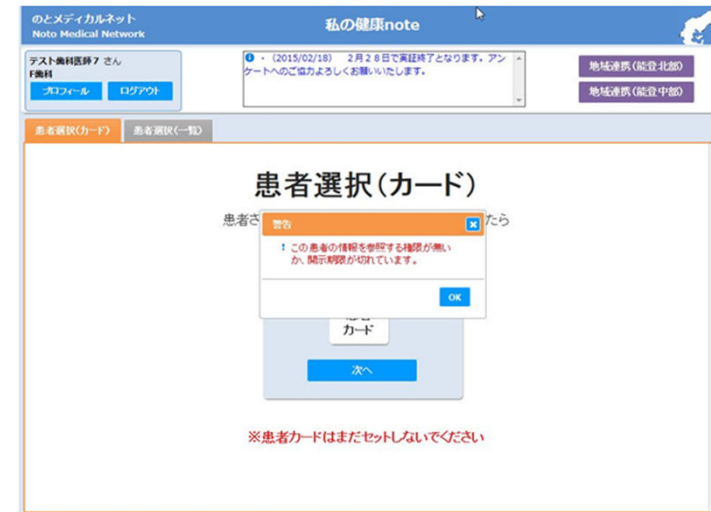 のとメディカルネット
Noto Medical Network
私の健康note
テスト歯科医師7 さん
F歯科
プロフィール
ログアウト
・ (2015/02/18) 2月28日で実証終了となります。アン
ケートへのご協力よろしくお願いいたします。
地域連携(能登北部)
地域連携(能登中部)
患者選択(カード)
患者選択(一覧)
患者選択(カード)
患者さ
たら
警告
! この患者の情報を参照する権限が無い
か、開示期限が切れています。
OK
カード
次へ
※患者カードはまだセットしないでください